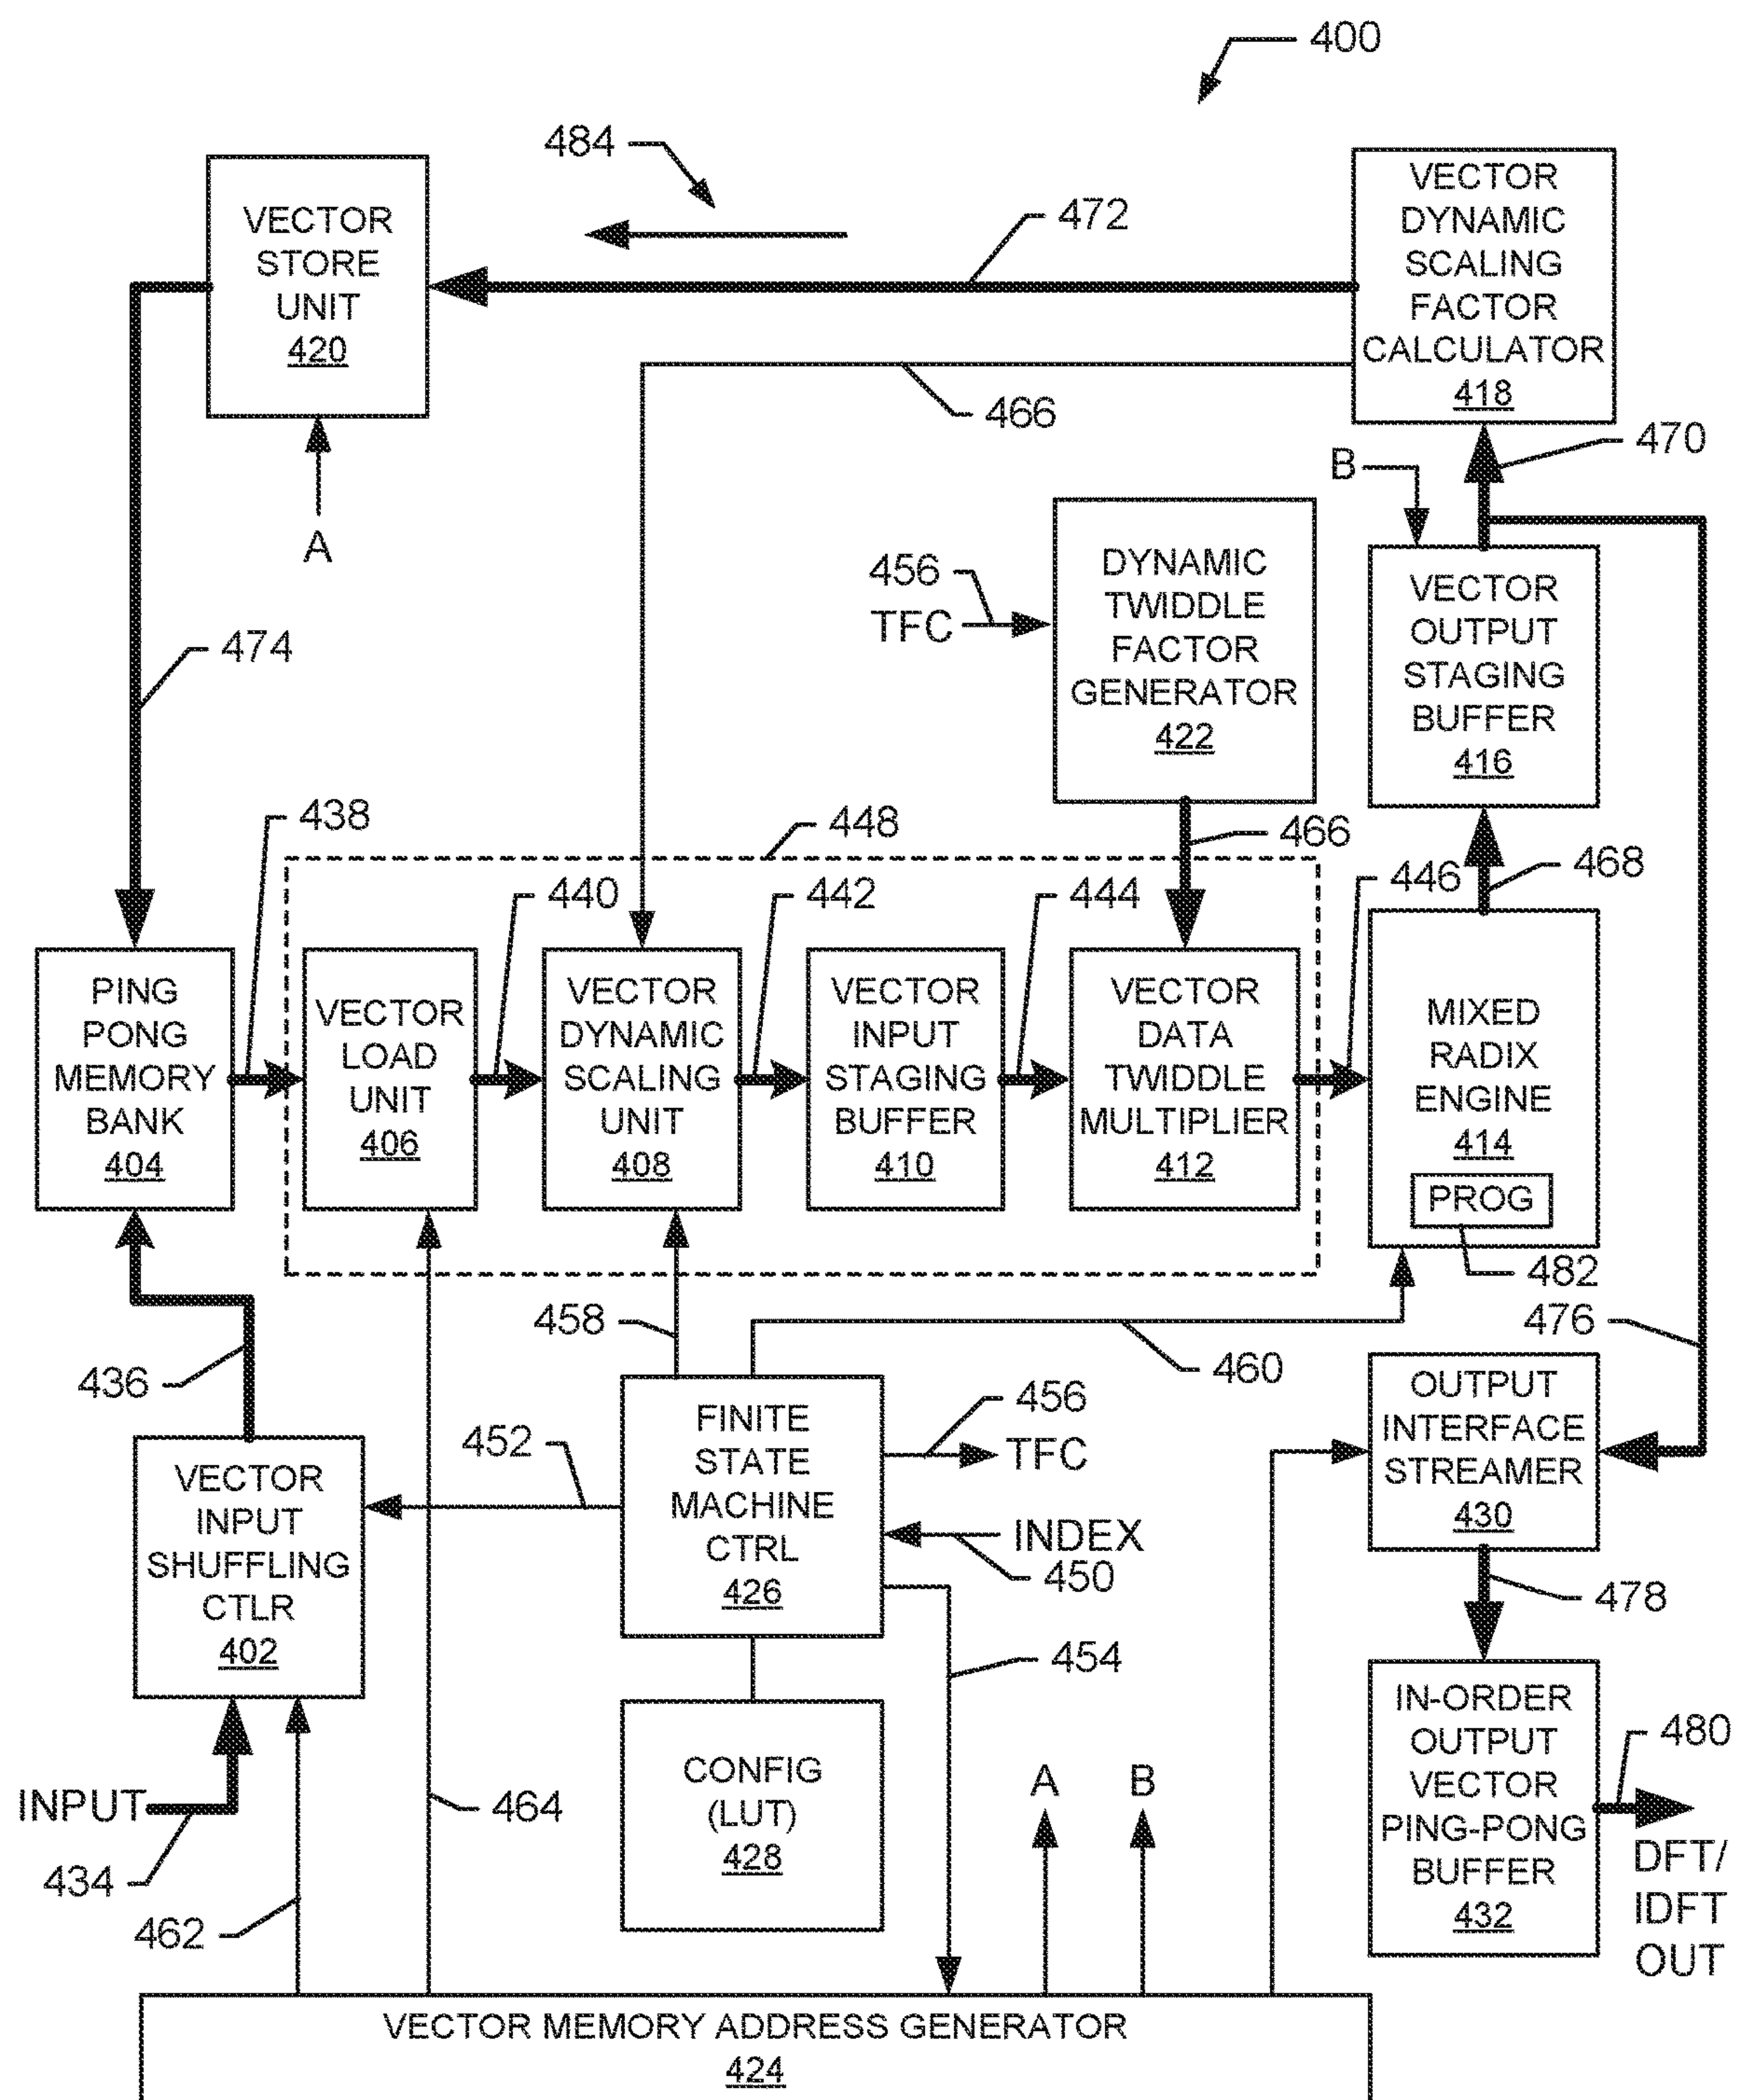 400
484
472
VECTOR
STORE
UNIT
420
VECTOR
DYNAMIC
SCALING
FACTOR
CALCULATOR
418
466
470
A
B
456
TFC
DYNAMIC
TWIDDLE
FACTOR
GENERATOR
422
VECTOR
OUTPUT
STAGING
BUFFER
416
474
438
448
466
468
440
442
444
446
PING
PONG
MEMORY
BANK
404
VECTOR
LOAD
UNIT
406
VECTOR
DYNAMIC
SCALING
UNIT
408
VECTOR
INPUT
STAGING
BUFFER
410
VECTOR
DATA
TWIDDLE
MULTIPLIER
412
MIXED
RADIX
ENGINE
414
PROG
482
458
460
476
436
452
FINITE
STATE
MACHINE
CTRL
426
456
TFC
INDEX
450
OUTPUT
INTERFACE
STREAMER
430
VECTOR
INPUT
SHUFFLING
CTLR
402
478
454
INPUT
434
462
464
CONFIG
(LUT)
428
A
B
IN-ORDER
OUTPUT
VECTOR
PING-PONG
BUFFER
432
480
DFT/
IDFT
OUT
VECTOR MEMORY ADDRESS GENERATOR
424